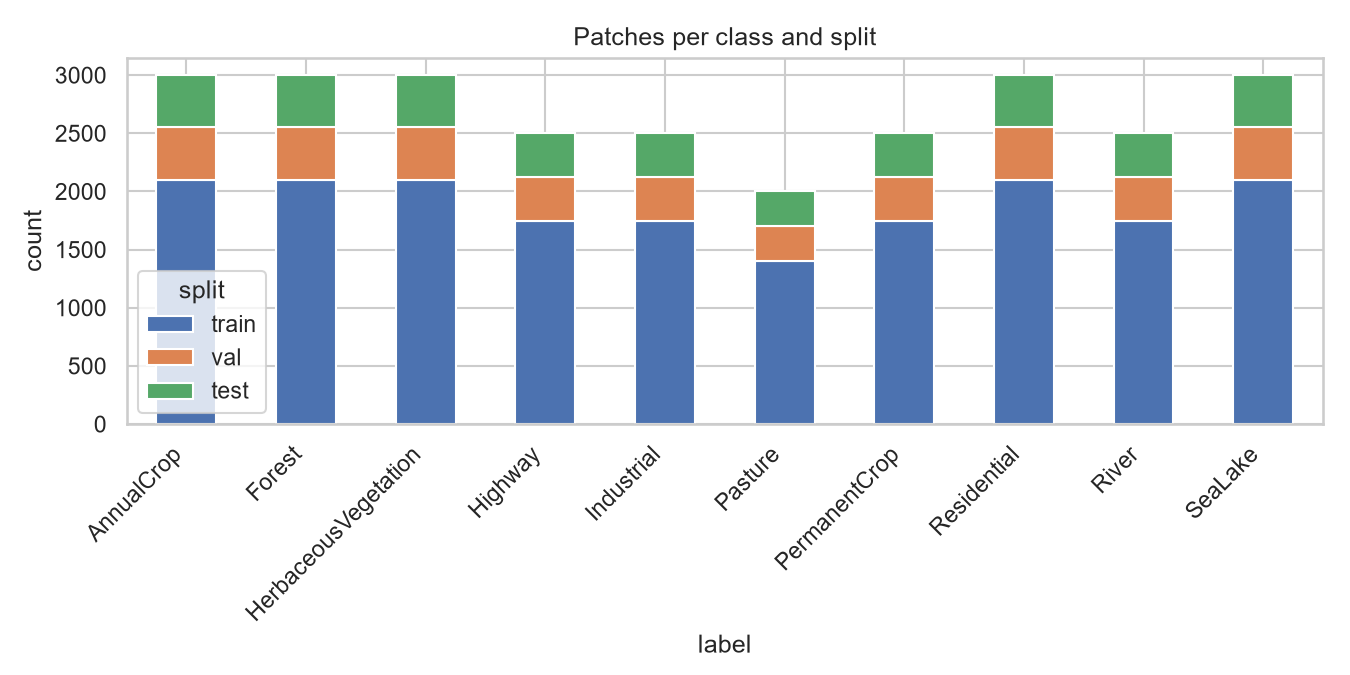 Patches per class and split
3000
2500
2000
1500
1000
500
0
count
split
train
val
test
AnnualCrop
Forest
HerbaceousVegetation
Highway
Industrial
Pasture
PermanentCrop
Residential
River
SeaLake
label